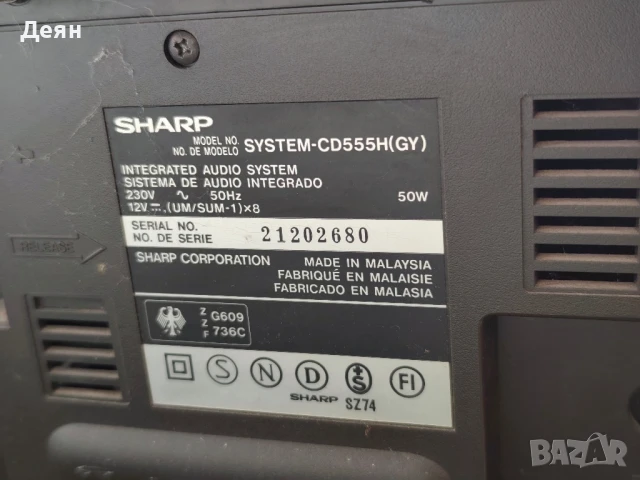 Деян
SHARP
MODEL NO.
NO. DE MODELO SYSTEM-CD555H(GY)
INTEGRATED AUDIO SYSTEM
SISTEMA DE AUDIO INTEGRADO
230V ∿ 50Hz 50W
12V ⎓, (UM/SUM-1)×8
SERIAL NO.
NO. DE SERIE 21202680
SHARP CORPORATION MADE IN MALAYSIA
FABRIQUÉ EN MALAISIE
FABRICADO EN MALASIA
RELEASE
Z Z F G609
736C
S N D S FI
SHARP SZ74
BAZAR